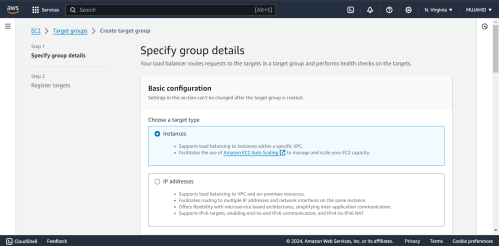 aws
Services
Search
[Alt+S]
N. Virginia
MUJAHID
EC2 > Target groups > Create target group
Step 1
Specify group details
Step 2
Register targets
Specify group details
Your load balancer routes requests to the targets in a target group and performs health checks on the targets.
Basic configuration
Settings in this section can't be changed after the target group is created.
Choose a target type
Instances
• Supports load balancing to instances within a specific VPC.
• Facilitates the use of Amazon EC2 Auto Scaling to manage and scale your EC2 capacity.
IP addresses
• Supports load balancing to VPC and on-premises resources.
• Facilitates routing to multiple IP addresses and network interfaces on the same instance.
• Offers flexibility with microservice based architectures, simplifying inter-application communication.
• Supports IPv6 targets, enabling end-to-end IPv6 communication, and IPv4-to-IPv6 NAT.
CloudShell Feedback
© 2024, Amazon Web Services, Inc. or its affiliates. Privacy Terms Cookie preferences